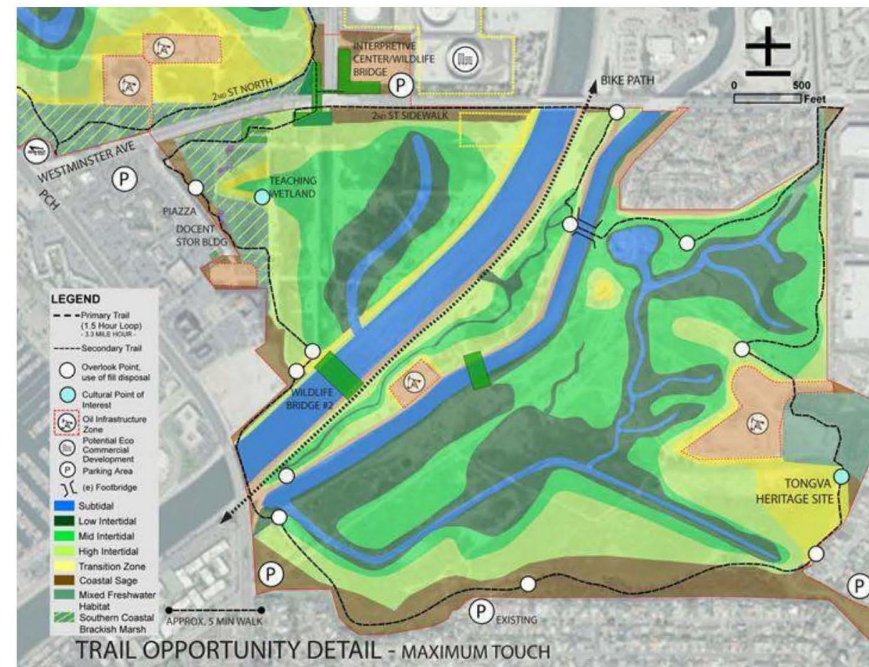 INTERPRETIVE
CENTER/WILDLIFE
BRIDGE
P
BIKE PATH
0 500
Feet
2ND ST NORTH
2ND ST SIDEWALK
WESTMINSTER AVE
PCH
P
TEACHING
WETLAND
PIAZZA
DOCENT
STOR BLDG
LEGEND
Primary Trail
(1.5 Hour Loop)
- 3.3 MILE HOUR -
Secondary Trail
Overlook Point,
use of fill disposal
Cultural Point of
Interest
Oil Infrastructure
Zone
Potential Eco
Commercial
Development
P Parking Area
(e) Footbridge
Subtidal
Low Intertidal
Mid Intertidal
High Intertidal
Transition Zone
Coastal Sage
Mixed Freshwater
Habitat
Southern Coastal
Brackish Marsh
WILDLIFE
BRIDGE #2
TONGVA
HERITAGE SITE
P
P
P EXISTING
APPROX. 5 MIN WALK
TRAIL OPPORTUNITY DETAIL - MAXIMUM TOUCH